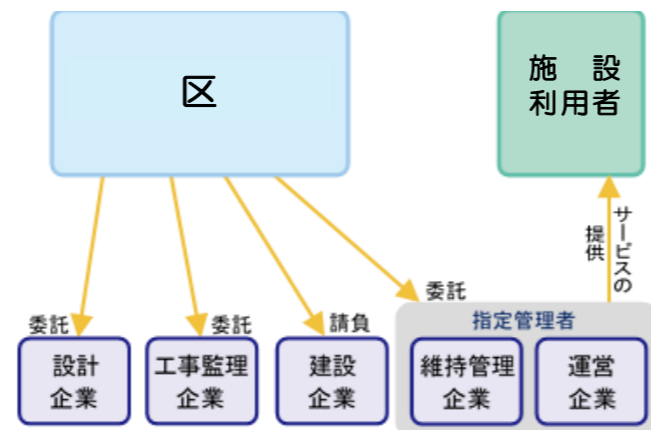 区
施 設
利用者
サービスの
提供
委託
委託
請負
委託
指定管理者
設計
企業
工事監理
企業
建設
企業
維持管理
企業
運営
企業